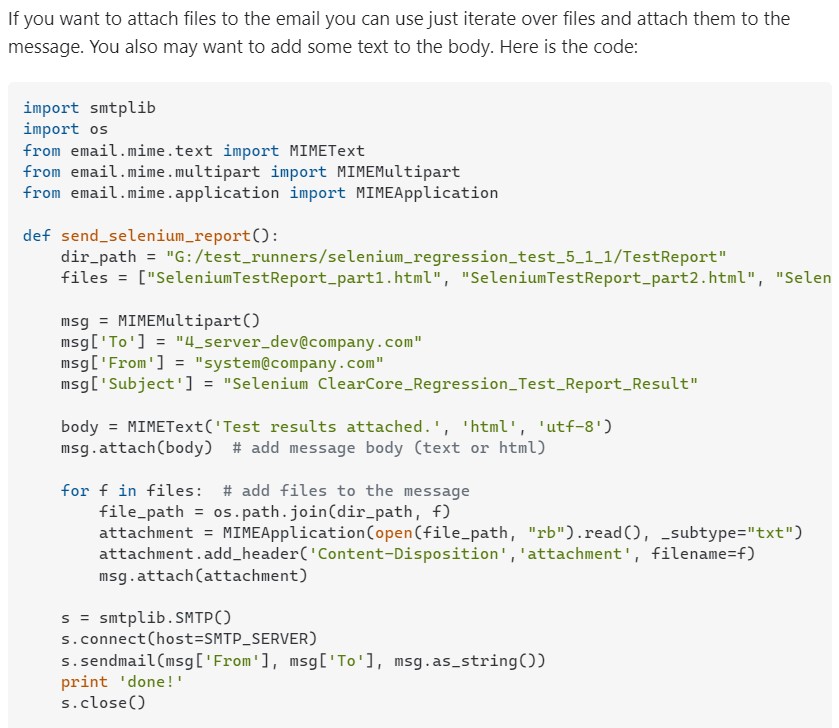 If you want to attach files to the email you can use just iterate over files and attach them to the
message. You also may want to add some text to the body. Here is the code:
import smtplib
import os
from email.mime.text import MIMEText
from email.mime.multipart import MIMEMultipart
from email.mime.application import MIMEApplication
def send_selenium_report():
    dir_path = "G:/test_runners/selenium_regression_test_5_1_1/TestReport"
    files = ["SeleniumTestReport_part1.html", "SeleniumTestReport_part2.html", "Selen
    msg = MIMEMultipart()
    msg['To'] = "4_server_dev@company.com"
    msg['From'] = "system@company.com"
    msg['Subject'] = "Selenium ClearCore_Regression_Test_Report_Result"
    body = MIMEText('Test results attached.', 'html', 'utf-8')
    msg.attach(body)  # add message body (text or html)
    for f in files:  # add files to the message
        file_path = os.path.join(dir_path, f)
        attachment = MIMEApplication(open(file_path, "rb").read(), _subtype="txt")
        attachment.add_header('Content-Disposition','attachment', filename=f)
        msg.attach(attachment)
    s = smtplib.SMTP()
    s.connect(host=SMTP_SERVER)
    s.sendmail(msg['From'], msg['To'], msg.as_string())
    print 'done!'
    s.close()